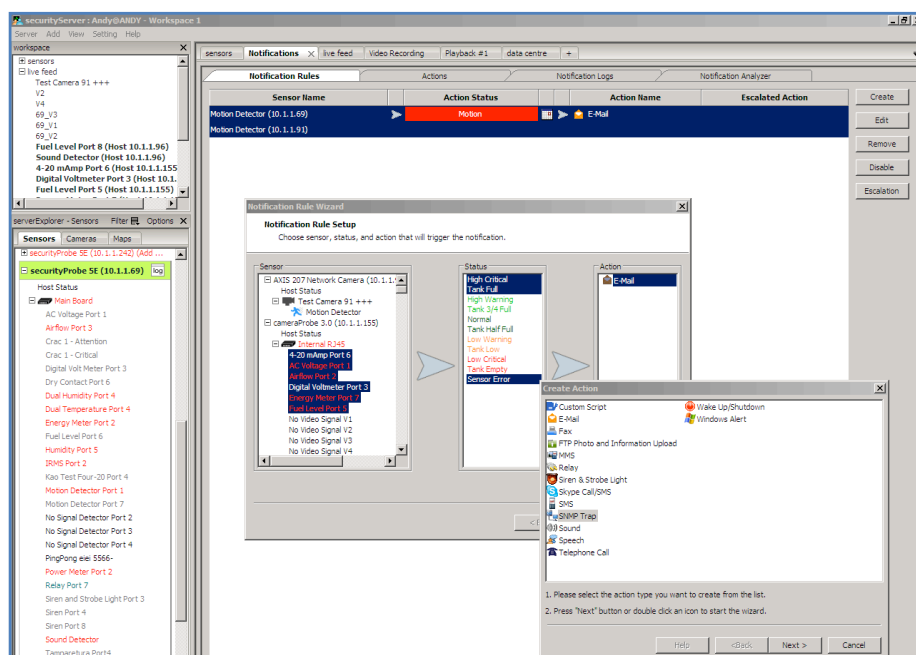 securityServer : Andy@ANDY - Workspace 1
Server Add View Setting Help
workspace
sensors
live feed
Test Camera 91 +++
V2
V4
69_V3
69_V1
69_V2
Fuel Level Port 8 (Host 10.1.1.96)
Sound Detector (Host 10.1.1.96)
4-20 mAmp Port 6 (Host 10.1.1.155
Digital Voltmeter Port 3 (Host 10.1.
Fuel Level Port 5 (Host 10.1.1.155)
serverExplorer - Sensors Filter Options
Sensors Cameras Maps
securityProbe 5E (10.1.1.242) (Add ...
securityProbe 5E (10.1.1.69) log
Host Status
Main Board
AC Voltage Port 1
Airflow Port 3
Crac 1 - Attention
Crac 1 - Critical
Digital Volt Meter Port 3
Dry Contact Port 6
Dual Humidity Port 4
Dual Temperature Port 4
Energy Meter Port 2
Fuel Level Port 6
Humidity Port 5
IRMS Port 2
Kao Test Four-20 Port 4
Motion Detector Port 1
Motion Detector Port 7
No Signal Detector Port 2
No Signal Detector Port 3
No Signal Detector Port 4
PingPong eiei 5566-
Power Meter Port 2
Relay Port 7
Siren and Strobe Light Port 3
Siren Port 4
Siren Port 8
Sound Detector
Tamparetura Port4
sensors Notifications live feed Video Recording Playback #1 data centre +
Notification Rules Actions Notification Logs Notification Analyzer
Sensor Name Action Status Action Name Escalated Action
Motion Detector (10.1.1.69) Motion E-Mail
Motion Detector (10.1.1.91)
Create
Edit
Remove
Disable
Escalation
Notification Rule Wizard
Notification Rule Setup
Choose sensor, status, and action that will trigger the notification.
Sensor
AXIS 207 Network Camera (10.1.1.
Host Status
Test Camera 91 +++
Motion Detector
cameraProbe 3.0 (10.1.1.155)
Host Status
Internal RJ45
4-20 mAmp Port 6
AC Voltage Port 1
Airflow Port 2
Digital Voltmeter Port 3
Energy Meter Port 7
Fuel Level Port 5
No Video Signal V1
No Video Signal V2
No Video Signal V3
No Video Signal V4
Status
High Critical
Tank Full
High Warning
Tank 3/4 Full
Normal
Tank Half Full
Low Warning
Tank Low
Low Critical
Tank Empty
Sensor Error
Action
E-Mail
Create Action
Custom Script
E-Mail
Fax
FTP Photo and Information Upload
MMS
Relay
Siren & Strobe Light
Skype Call/SMS
SMS
SNMP Trap
Sound
Speech
Telephone Call
Wake Up/Shutdown
Windows Alert
1. Please select the action type you want to create from the list.
2. Press "Next" button or double click an icon to start the wizard.
Help <Back Next > Cancel